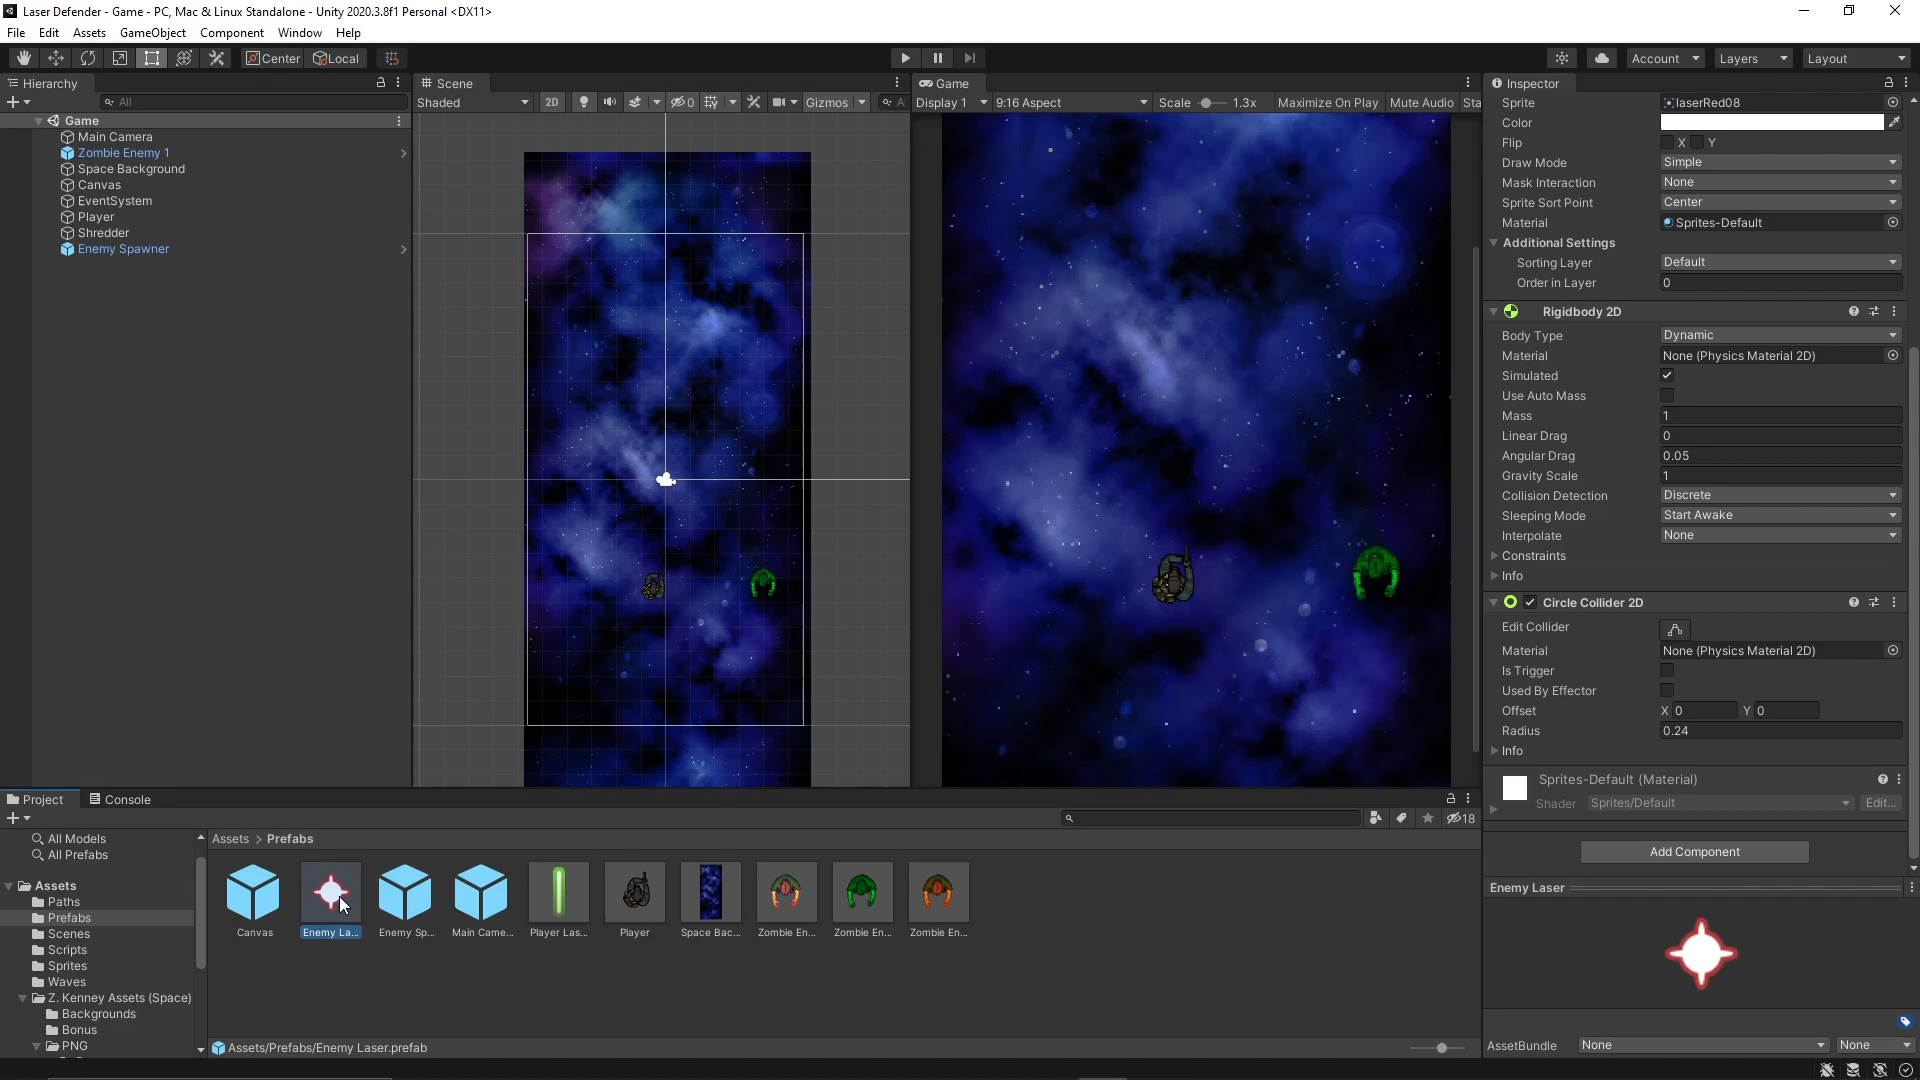 Laser Defender - Game - PC, Mac & Linux Standalone - Unity 2020.3.8f1 Personal <DX11>
File Edit Assets GameObject Component Window Help
Center Local Account Layers Layout
Hierarchy
All
Game
Main Camera
Zombie Enemy 1
Space Background
Canvas
EventSystem
Player
Shredder
Enemy Spawner
Scene
Shaded 2D 0 Gizmos A
Game
Display 1 9:16 Aspect Scale 1.3x Maximize On Play Mute Audio Sta
Inspector
Sprite laserRed08
Color
Flip X Y
Draw Mode Simple
Mask Interaction None
Sprite Sort Point Center
Material Sprites-Default
Additional Settings
Sorting Layer Default
Order in Layer 0
Rigidbody 2D
Body Type Dynamic
Material None (Physics Material 2D)
Simulated
Use Auto Mass
Mass 1
Linear Drag 0
Angular Drag 0.05
Gravity Scale 1
Collision Detection Discrete
Sleeping Mode Start Awake
Interpolate None
Constraints
Info
Circle Collider 2D
Edit Collider
Material None (Physics Material 2D)
Is Trigger
Used By Effector
Offset X 0 Y 0
Radius 0.24
Info
Sprites-Default (Material)
Shader Sprites/Default Edit...
Add Component
Enemy Laser
AssetBundle None None
Project Console
18
All Models
All Prefabs
Assets
Paths
Prefabs
Scenes
Scripts
Sprites
Waves
Z. Kenney Assets (Space)
Backgrounds
Bonus
PNG
Assets > Prefabs
Canvas Enemy La... Enemy Sp... Main Came... Player Las... Player Space Bac... Zombie En... Zombie En... Zombie En...
Assets/Prefabs/Enemy Laser.prefab